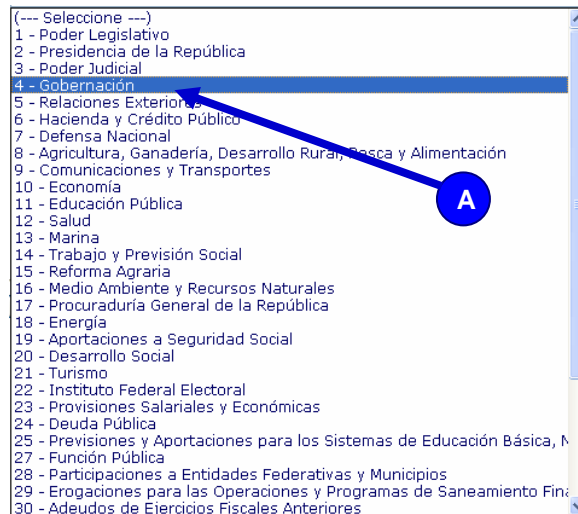 (--- Seleccione ---)
1 - Poder Legislativo
2 - Presidencia de la República
3 - Poder Judicial
4 - Gobernación
5 - Relaciones Exteriores
6 - Hacienda y Crédito Público
7 - Defensa Nacional
8 - Agricultura, Ganadería, Desarrollo Rural, Pesca y Alimentación
9 - Comunicaciones y Transportes
A
10 - Economía
11 - Educación Pública
12 - Salud
13 - Marina
14 - Trabajo y Previsión Social
15 - Reforma Agraria
16 - Medio Ambiente y Recursos Naturales
17 - Procuraduría General de la República
18 - Energía
19 - Aportaciones a Seguridad Social
20 - Desarrollo Social
21 - Turismo
22 - Instituto Federal Electoral
23 - Provisiones Salariales y Económicas
24 - Deuda Pública
25 - Previsiones y Aportaciones para los Sistemas de Educación Básica,
27 - Función Pública
28 - Participaciones a Entidades Federativas y Municipios
29 - Erogaciones para las Operaciones y Programas de Saneamiento
30 - Adeudos de Ejercicios Fiscales Anteriores